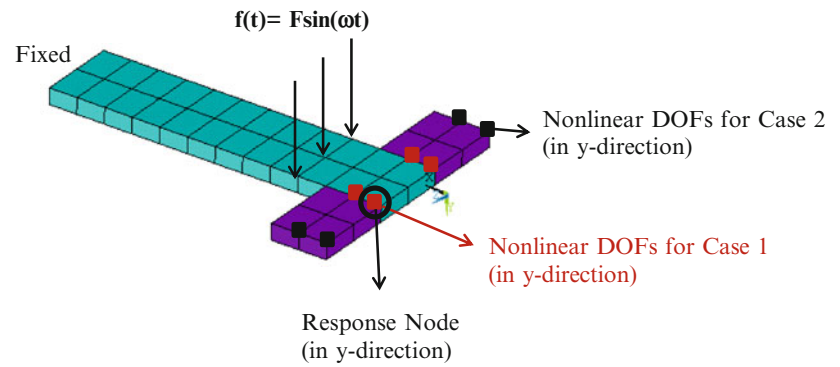 f(t)= Fsin(ωt)
Fixed
Nonlinear DOFs for Case 2
(in y-direction)
Nonlinear DOFs for Case 1
(in y-direction)
Response Node
(in y-direction)